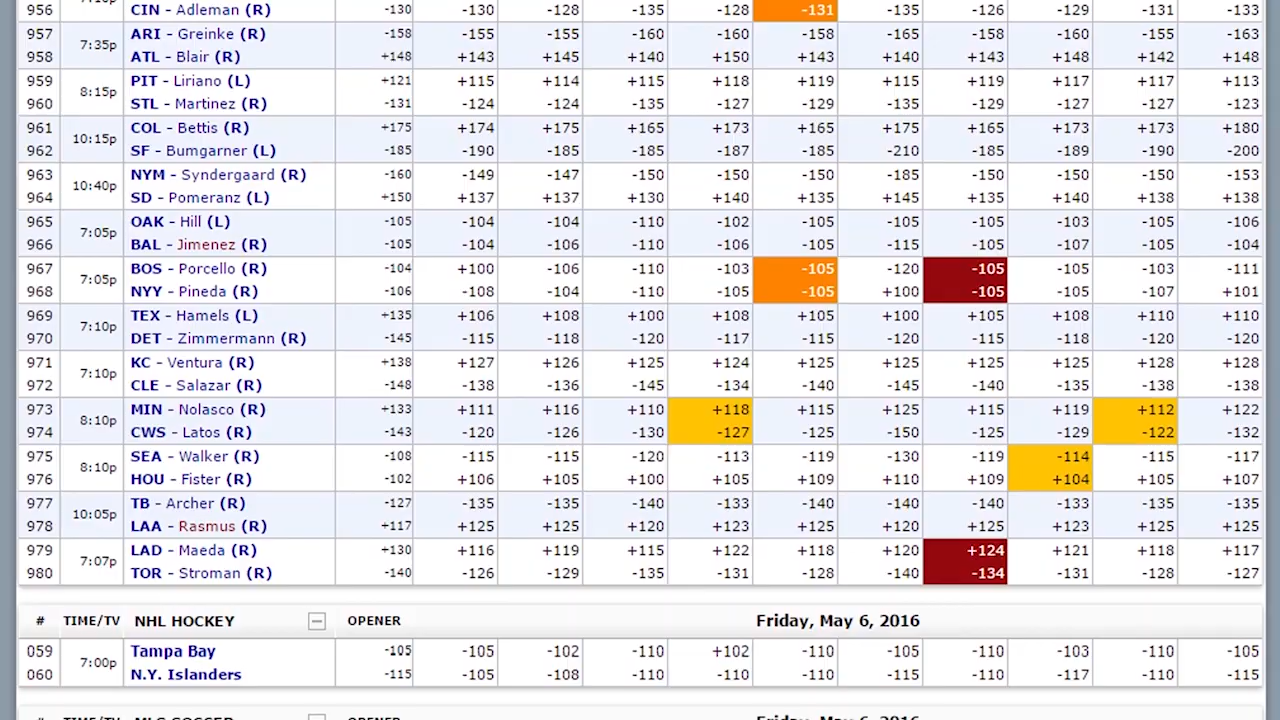 956 CIN - Adleman (R) -130 -130 -128 -135 -128 -131 -135 -126 -129 -131 -133
957 ARI - Greinke (R) -158 -155 -155 -160 -160 -158 -165 -158 -160 -155 -163
7:35p
958 ATL - Blair (R) +148 +143 +145 +140 +150 +143 +140 +143 +148 +142 +148
959 PIT - Liriano (L) +121 +115 +114 +115 +118 +119 +115 +119 +117 +117 +113
8:15p
960 STL - Martinez (R) -131 -124 -124 -135 -127 -129 -135 -129 -127 -127 -123
961 COL - Bettis (R) +175 +174 +175 +165 +173 +165 +175 +165 +173 +173 +180
10:15p
962 SF - Bumgarner (L) -185 -190 -185 -185 -187 -185 -210 -185 -189 -190 -200
963 NYM - Syndergaard (R) -160 -149 -147 -150 -150 -150 -185 -150 -150 -150 -153
10:40p
964 SD - Pomeranz (L) +150 +137 +137 +130 +140 +135 +145 +135 +140 +138 +138
965 OAK - Hill (L) -105 -104 -104 -110 -102 -105 -105 -105 -103 -105 -106
7:05p
966 BAL - Jimenez (R) -105 -104 -106 -110 -106 -105 -115 -105 -107 -105 -104
967 BOS - Porcello (R) -104 +100 -106 -110 -103 -105 -120 -105 -105 -103 -111
7:05p
968 NYY - Pineda (R) -106 -108 -104 -110 -105 -105 +100 -105 -105 -107 +101
969 TEX - Hamels (L) +135 +106 +108 +100 +108 +105 +100 +105 +108 +110 +110
7:10p
970 DET - Zimmermann (R) -145 -115 -118 -120 -117 -115 -120 -115 -118 -120 -120
971 KC - Ventura (R) +138 +127 +126 +125 +124 +125 +125 +125 +125 +128 +128
7:10p
972 CLE - Salazar (R) -148 -138 -136 -145 -134 -140 -145 -140 -135 -138 -138
973 MIN - Nolasco (R) +133 +111 +116 +110 +118 +115 +125 +115 +119 +112 +122
8:10p
974 CWS - Latos (R) -143 -120 -126 -130 -127 -125 -150 -125 -129 -122 -132
975 SEA - Walker (R) -108 -115 -115 -120 -113 -119 -130 -119 -114 -115 -117
8:10p
976 HOU - Fister (R) -102 +106 +105 +100 +105 +109 +110 +109 +104 +105 +107
977 TB - Archer (R) -127 -135 -135 -140 -133 -140 -140 -140 -133 -135 -135
10:05p
978 LAA - Rasmus (R) +117 +125 +125 +120 +123 +125 +120 +125 +123 +125 +125
979 LAD - Maeda (R) +130 +116 +119 +115 +122 +118 +120 +124 +121 +118 +117
7:07p
980 TOR - Stroman (R) -140 -126 -129 -135 -131 -128 -140 -134 -131 -128 -127
# TIME/TV NHL HOCKEY OPENER Friday, May 6, 2016
059 Tampa Bay -105 -105 -102 -110 +102 -110 -105 -110 -103 -110 -105
7:00p
060 N.Y. Islanders -115 -105 -108 -110 -110 -110 -115 -110 -117 -110 -115
# TIME/TV MLS SOCCER OPENER Friday, May 6, 2016